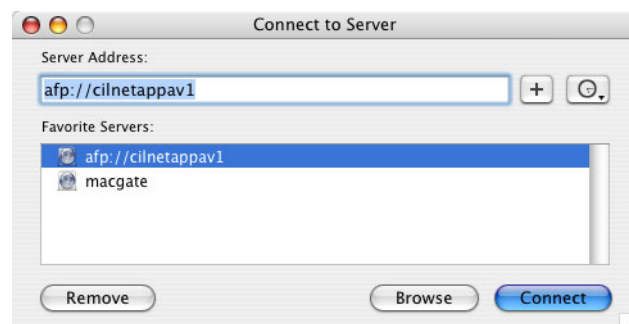 Connect to Server
Server Address:
afp://cilnetappav1
Favorite Servers:
afp://cilnetappav1
macgate
Remove
Browse
Connect